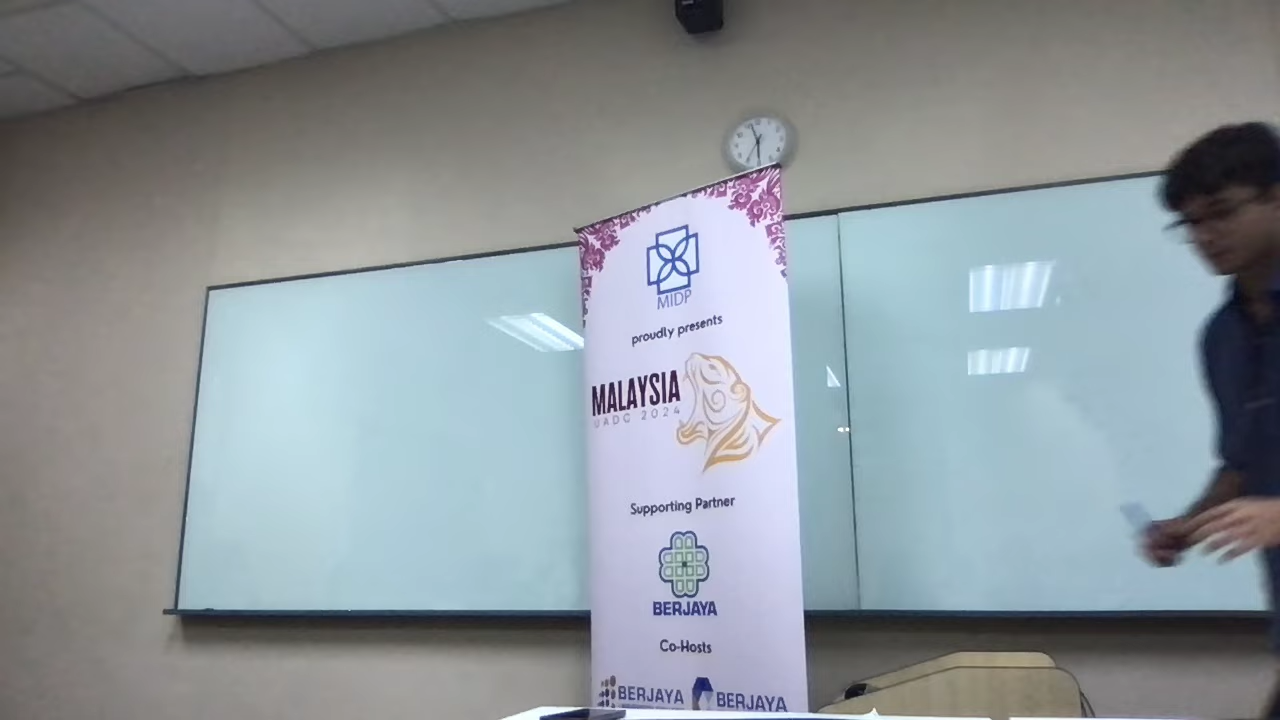 MIDP
proudly presents
MALAYSIA
UADC 2024
Supporting Partner
BERJAYA
Co-Hosts
BERJAYA BERJAYA